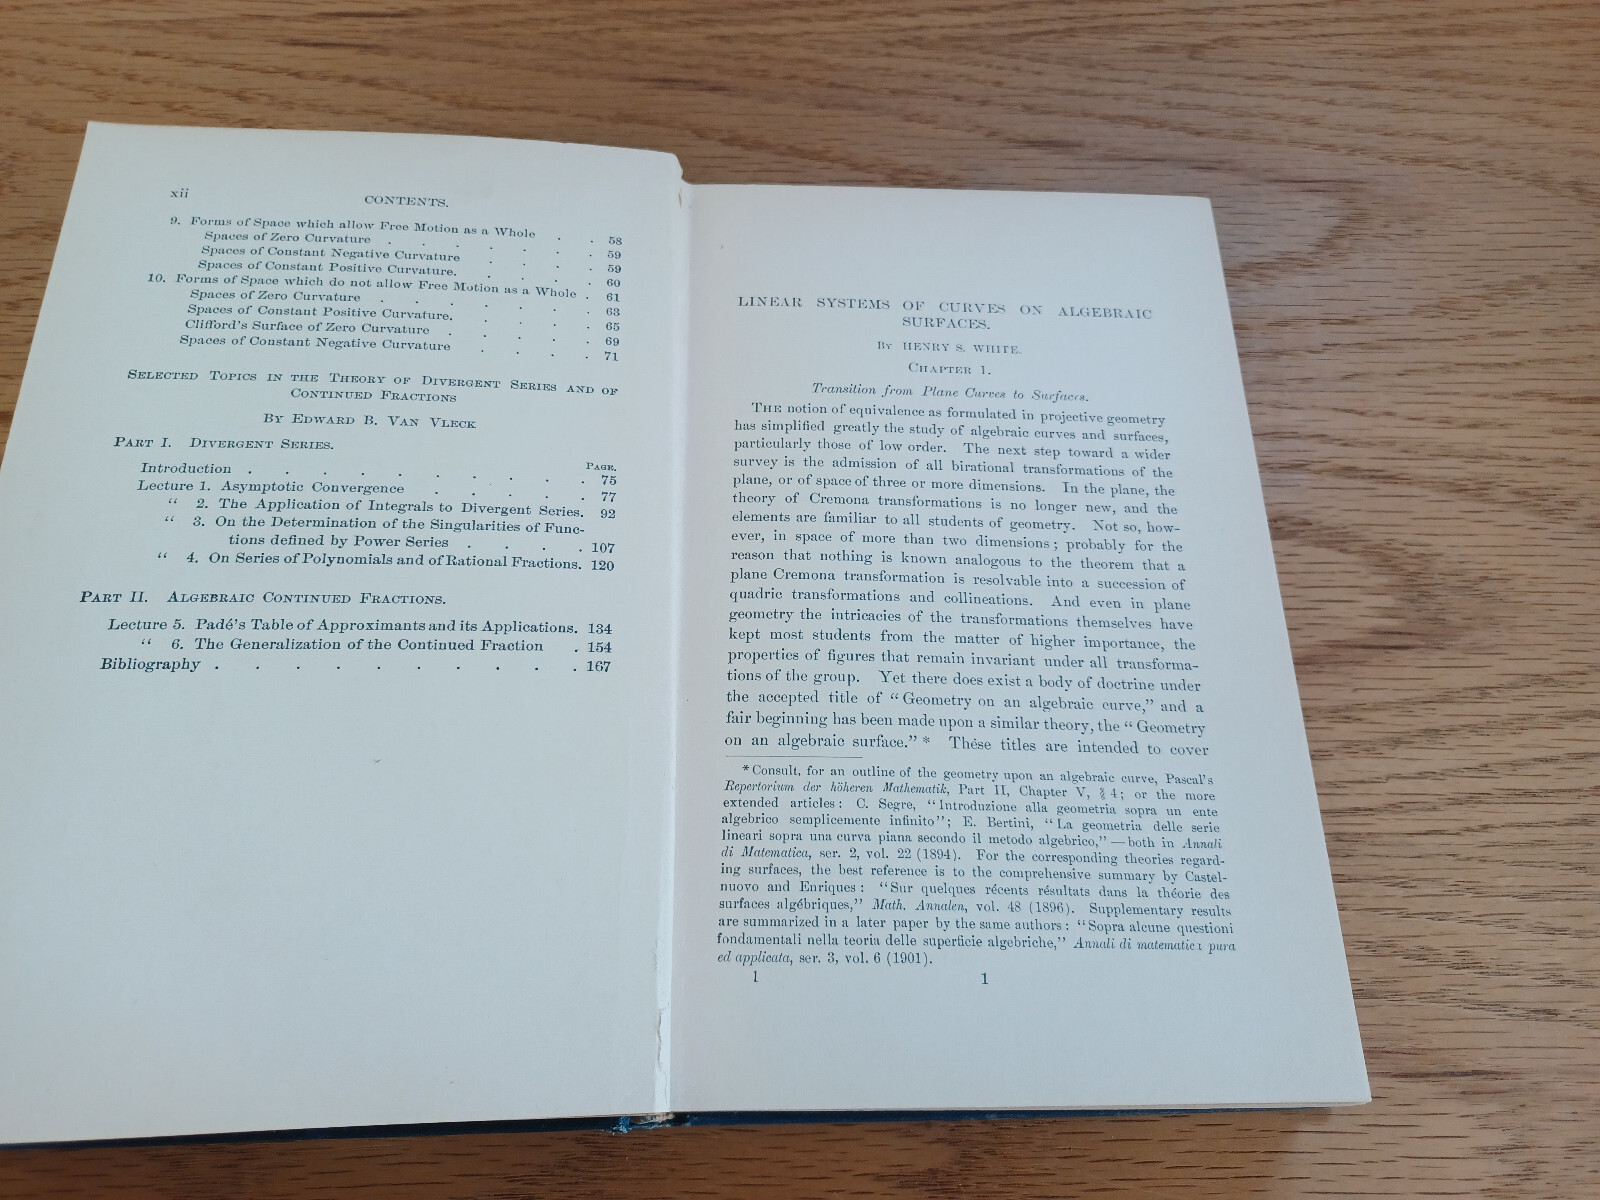 xii
CONTENTS.
9. Forms of Space which allow Free Motion as a Whole . . 58
Spaces of Zero Curvature . . . . . . 59
Spaces of Constant Negative Curvature . . . . 59
Spaces of Constant Positive Curvature. . . . . 60
10. Forms of Space which do not allow Free Motion as a Whole . 61
Spaces of Zero Curvature . . . . . . 63
Spaces of Constant Positive Curvature. . . . . 65
Clifford's Surface of Zero Curvature . . . . . 69
Spaces of Constant Negative Curvature . . . . 71
SELECTED TOPICS IN THE THEORY OF DIVERGENT SERIES AND OF
CONTINUED FRACTIONS
BY EDWARD B. VAN VLECK
PART I. DIVERGENT SERIES.
PAGE.
Introduction . . . . . . . . . 75
Lecture 1. Asymptotic Convergence . . . . . 77
" 2. The Application of Integrals to Divergent Series. 92
" 3. On the Determination of the Singularities of Func-
tions defined by Power Series . . . . 107
" 4. On Series of Polynomials and of Rational Fractions. 120
PART II. ALGEBRAIC CONTINUED FRACTIONS.
Lecture 5. Padé's Table of Approximants and its Applications. 134
" 6. The Generalization of the Continued Fraction . 154
Bibliography . . . . . . . . . . 167
LINEAR SYSTEMS OF CURVES ON ALGEBRAIC
SURFACES.
BY HENRY S. WHITE.
CHAPTER 1.
Transition from Plane Curves to Surfaces.
THE notion of equivalence as formulated in projective geometry
has simplified greatly the study of algebraic curves and surfaces,
particularly those of low order. The next step toward a wider
survey is the admission of all birational transformations of the
plane, or of space of three or more dimensions. In the plane, the
theory of Cremona transformations is no longer new, and the
elements are familiar to all students of geometry. Not so, how-
ever, in space of more than two dimensions; probably for the
reason that nothing is known analogous to the theorem that a
plane Cremona transformation is resolvable into a succession of
quadric transformations and collineations. And even in plane
geometry the intricacies of the transformations themselves have
kept most students from the matter of higher importance, the
properties of figures that remain invariant under all transforma-
tions of the group. Yet there does exist a body of doctrine under
the accepted title of "Geometry on an algebraic curve," and a
fair beginning has been made upon a similar theory, the "Geometry
on an algebraic surface." * These titles are intended to cover
* Consult, for an outline of the geometry upon an algebraic curve, Pascal's
Repertorium der höheren Mathematik, Part II, Chapter V, § 4; or the more
extended articles: C. Segre, "Introduzione alla geometria sopra un ente
algebrico semplicemente infinito"; E. Bertini, "La geometria delle serie
lineari sopra una curva piana secondo il metodo algebrico,"—both in Annali
di Matematica, ser. 2, vol. 22 (1894). For the corresponding theories regard-
ing surfaces, the best reference is to the comprehensive summary by Castel-
nuovo and Enriques: "Sur quelques récents résultats dans la théorie des
surfaces algébriques," Math. Annalen, vol. 48 (1896). Supplementary results
are summarized in a later paper by the same authors: "Sopra alcune questioni
fondamentali nella teoria delle superficie algebriche," Annali di matematica pura
ed applicata, ser. 3, vol. 6 (1901).
1 1